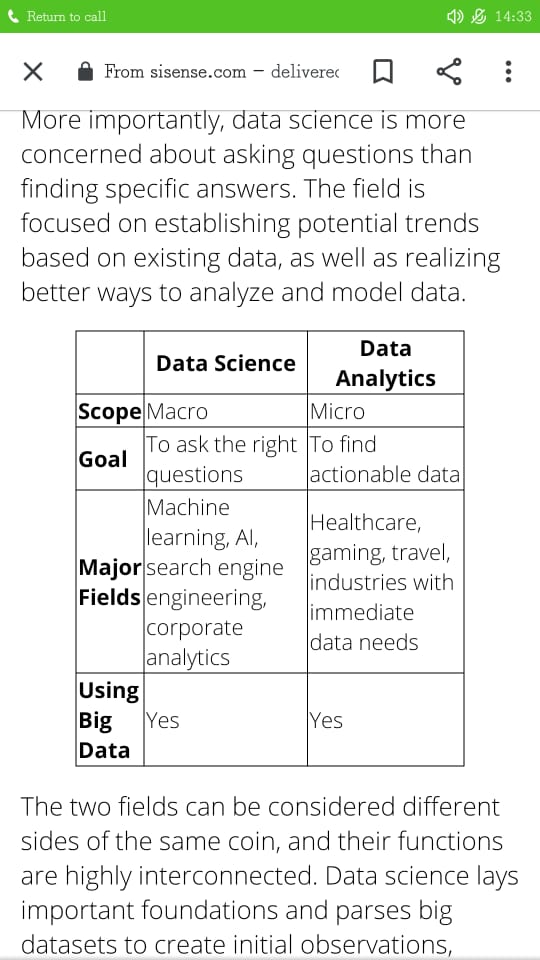 Return to call 14:33
From sisense.com – delivered
More importantly, data science is more
concerned about asking questions than
finding specific answers. The field is
focused on establishing potential trends
based on existing data, as well as realizing
better ways to analyze and model data.
Data Science
Data
Analytics
Scope Macro Micro
Goal
To ask the right
questions
To find
actionable data
Major
Fields
Machine
learning, AI,
search engine
engineering,
corporate
analytics
Healthcare,
gaming, travel,
industries with
immediate
data needs
Using
Big
Data
Yes
Yes
The two fields can be considered different
sides of the same coin, and their functions
are highly interconnected. Data science lays
important foundations and parses big
datasets to create initial observations,